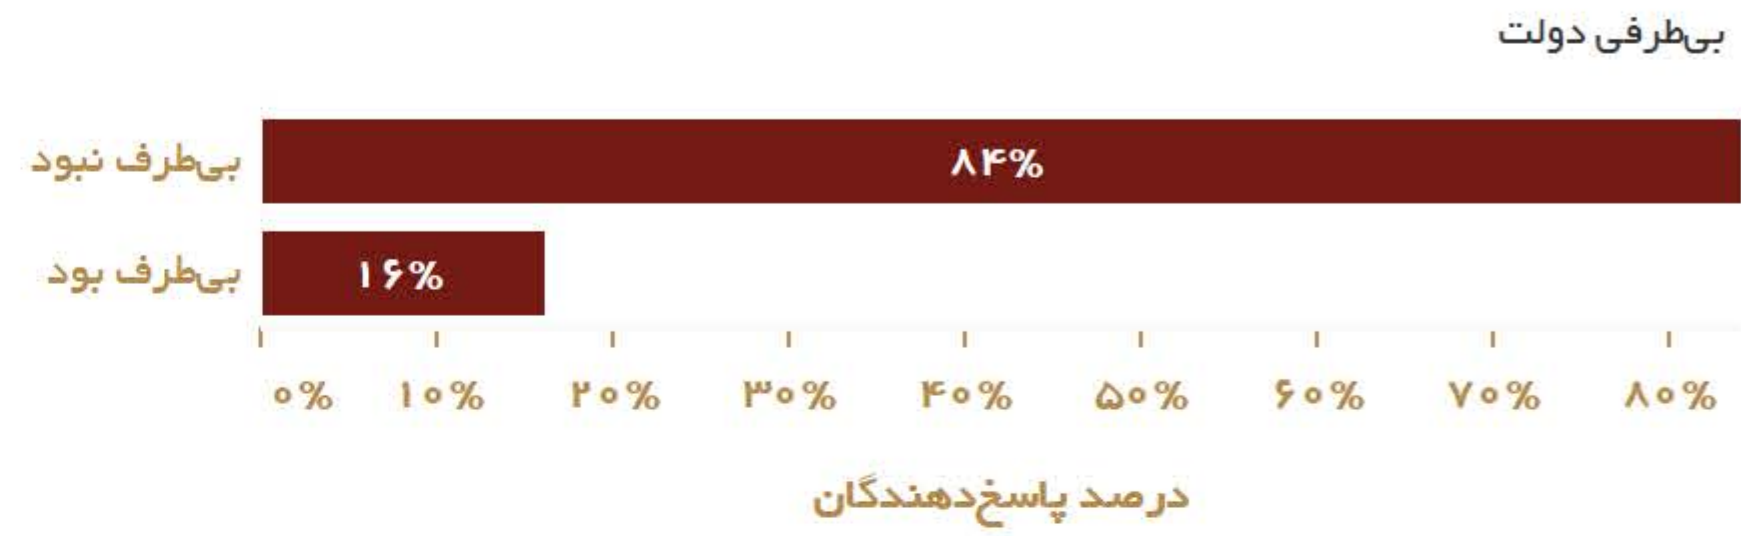 بی‌طرفی دولت
بی‌طرف نبود
۸۴%
بی‌طرف بود
۱۶%
۰% ۱۰% ۲۰% ۳۰% ۴۰% ۵۰% ۶۰% ۷۰% ۸۰%
درصد پاسخ‌دهندگان